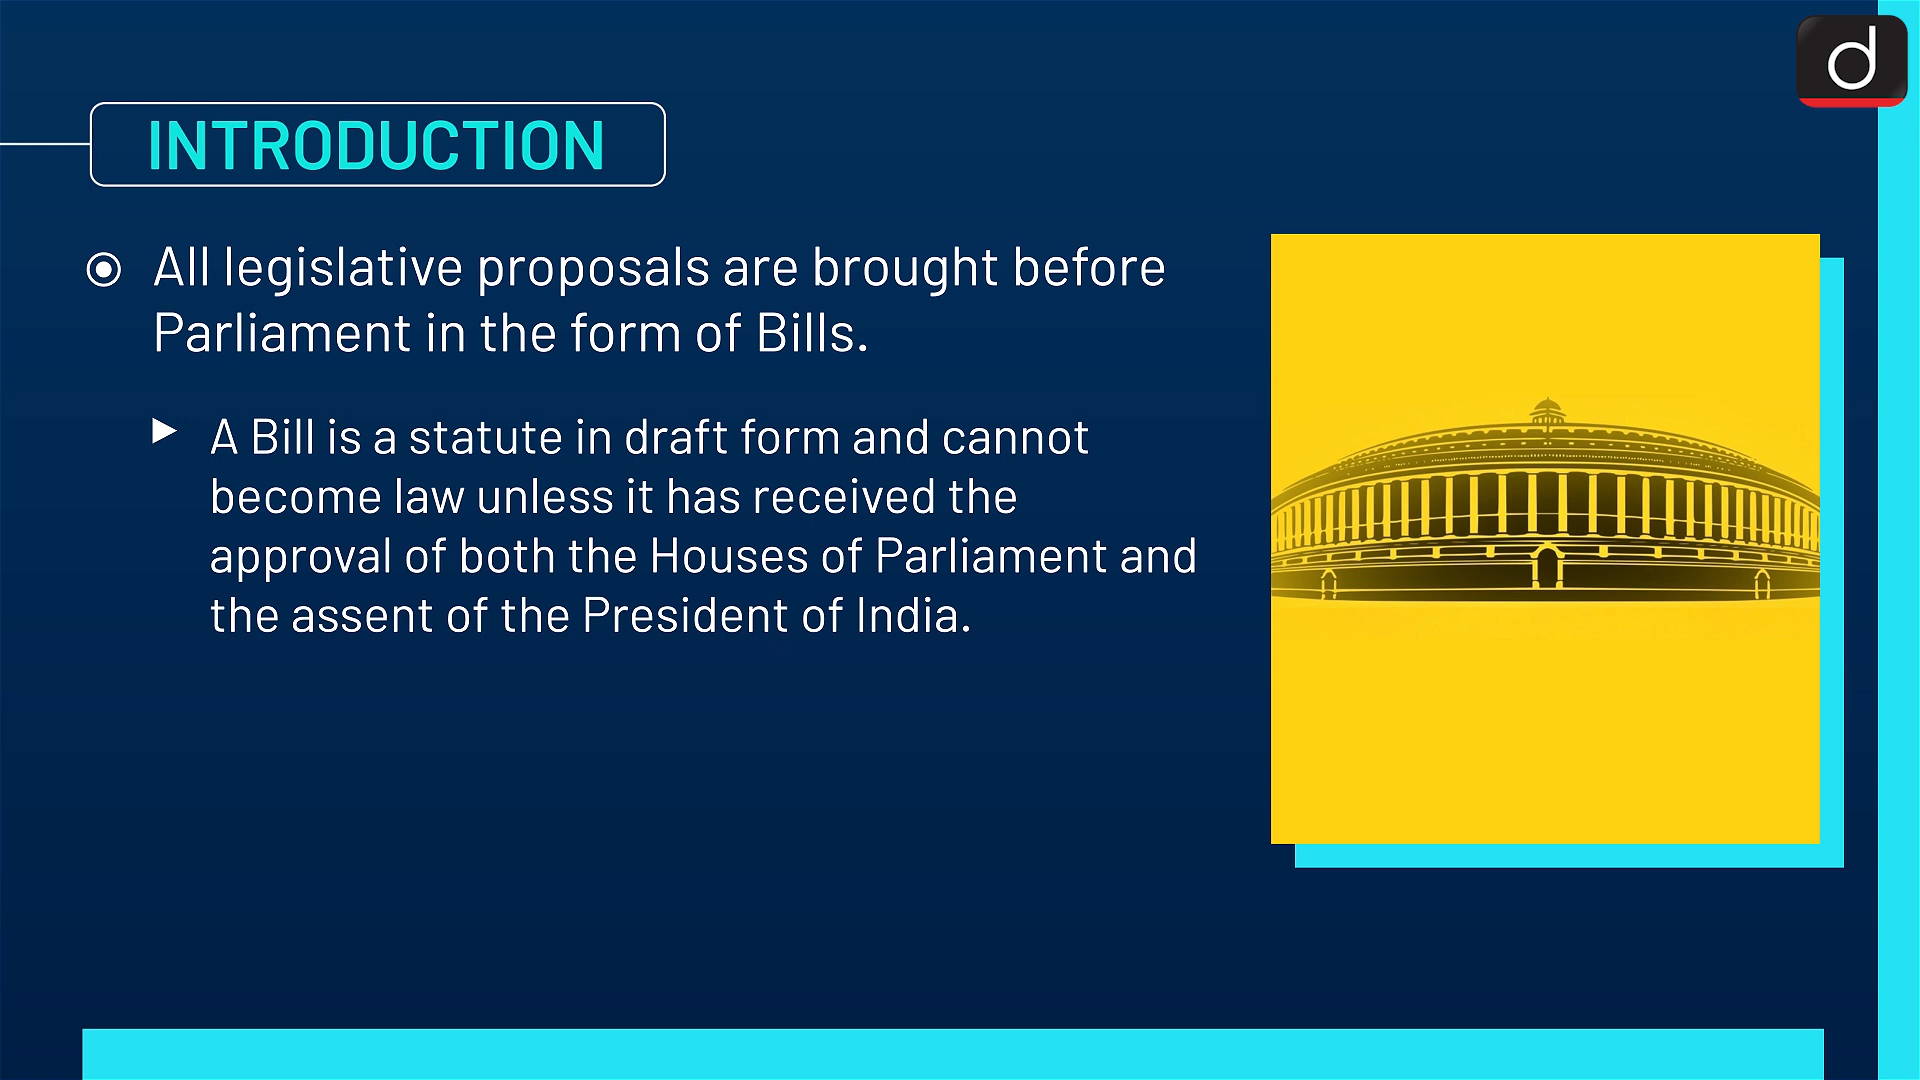 d
INTRODUCTION
All legislative proposals are brought before
Parliament in the form of Bills.
A Bill is a statute in draft form and cannot
become law unless it has received the
approval of both the Houses of Parliament and
the assent of the President of India.